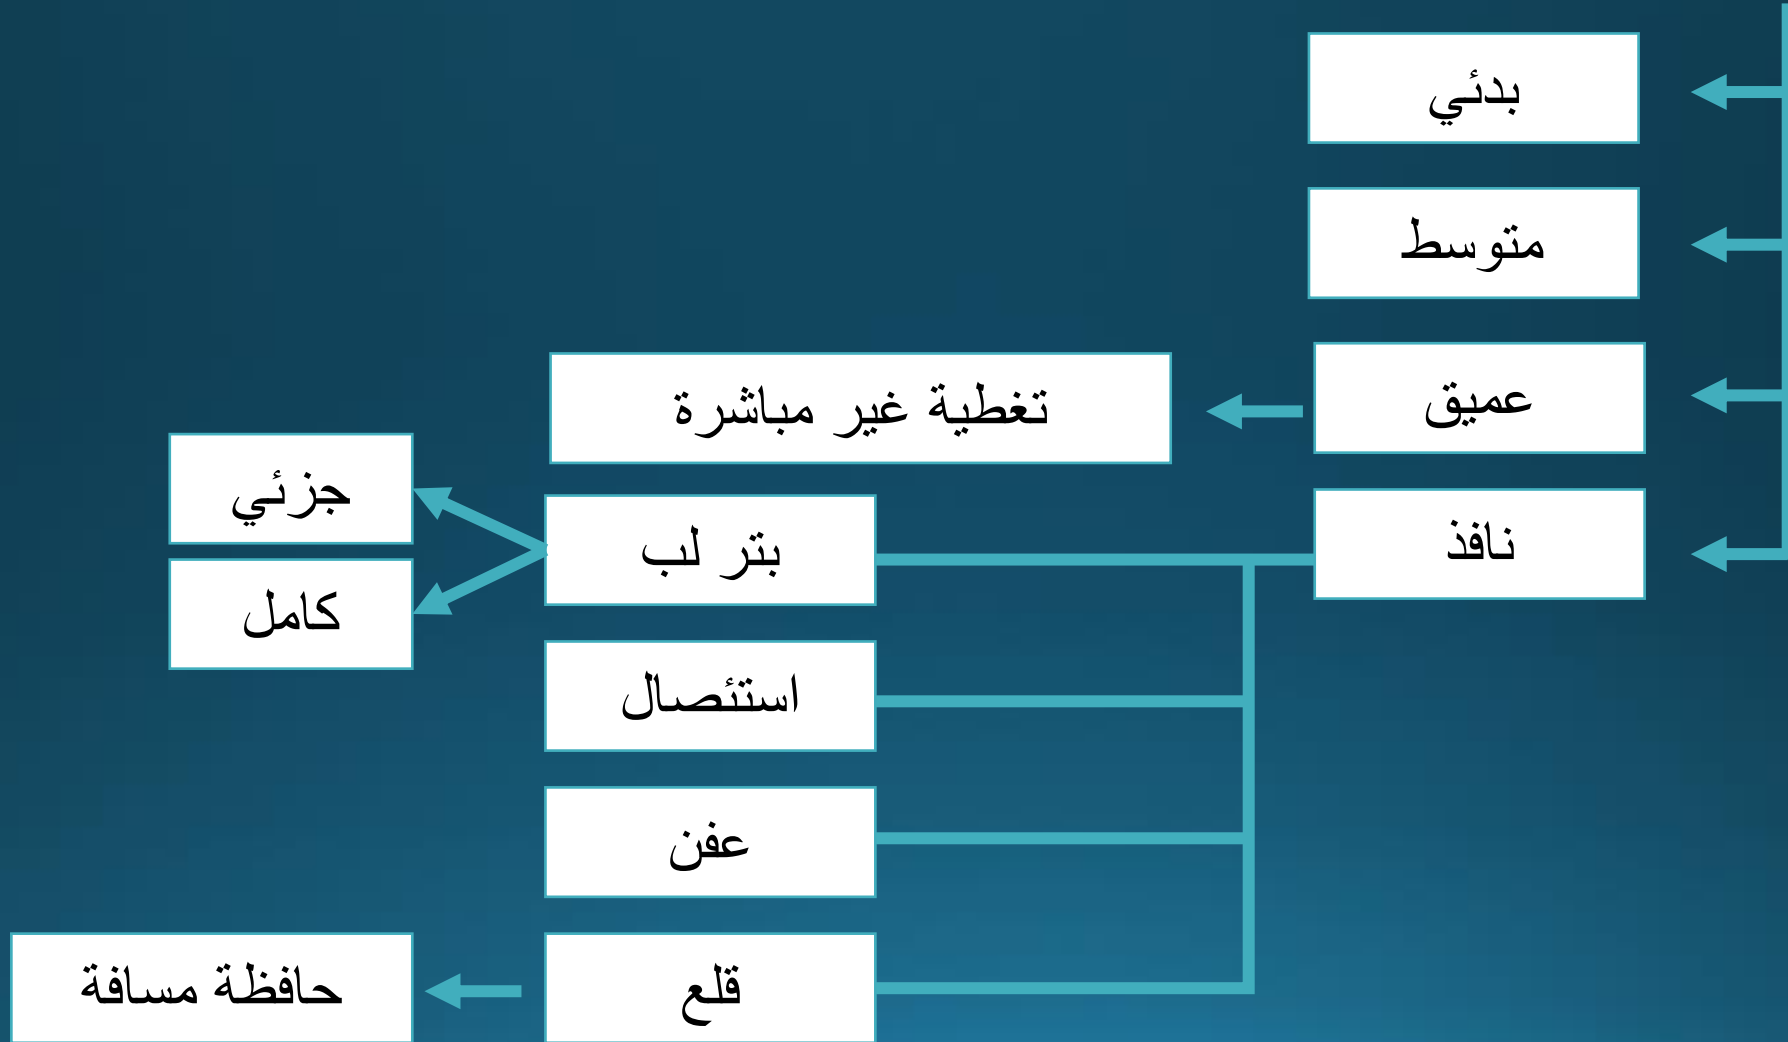 بدئي
متوسط
عميق
تغطية غير مباشرة
نافذ
بتر لب
جزئي
كامل
استئصال
عفن
قلع
حافظة مسافة